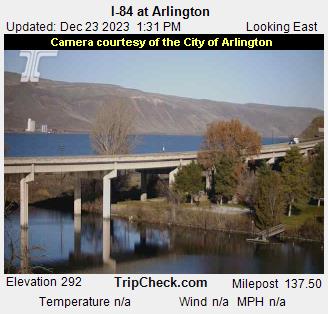 I-84 at Arlington
Updated: Dec 23 2023 1:31 PM Looking East
Camera courtesy of the City of Arlington
Elevation 292 TripCheck.com Milepost 137.50
Temperature n/a Wind n/a MPH n/a